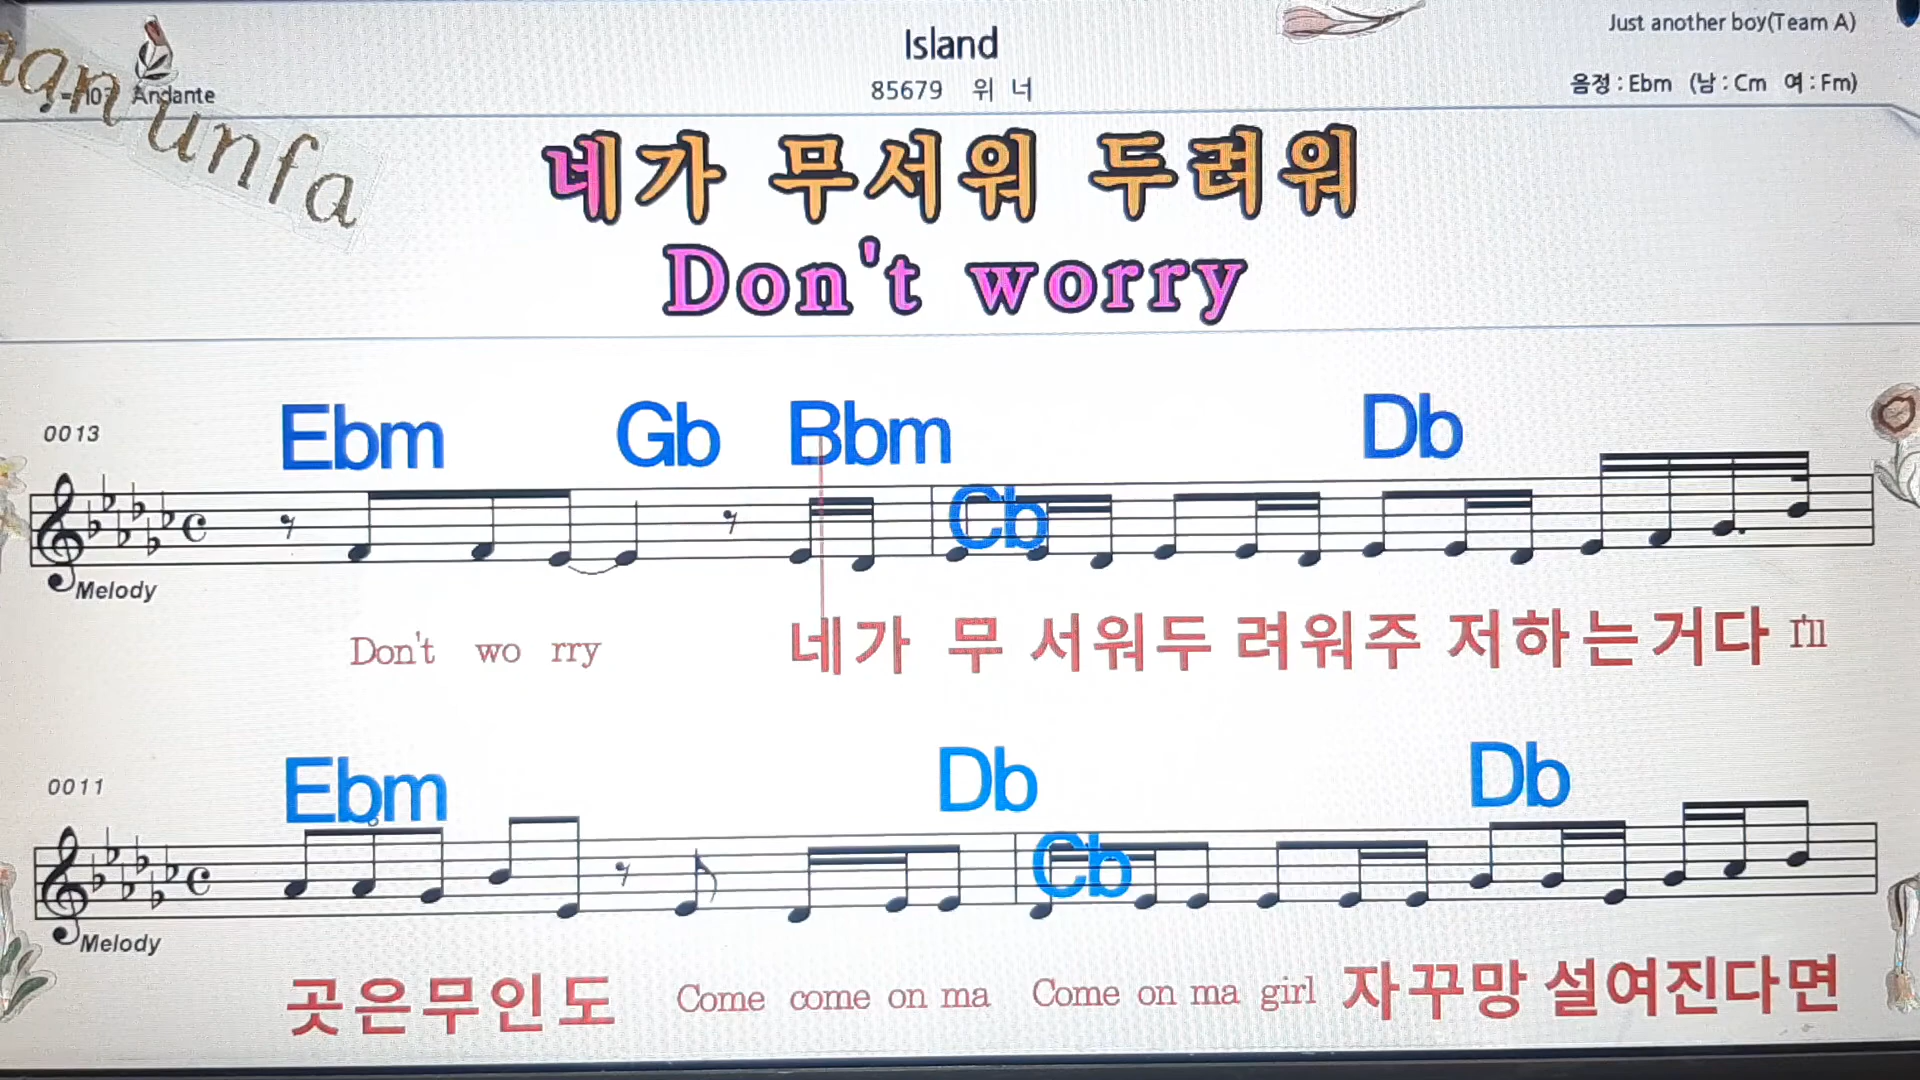 Island
Just another boy(Team A)
Andante
85679 위 너
음정 : Ebm (남 : Cm 여 : Fm)
unfa
네가 무서워 두려워
Don't worry
Ebm Gb Bbm Cb Db
0013
Melody
Don't wo rry 네가 무 서워두 려워주 저하는거다 I'll
Ebm Db Cb Db
0011
Melody
곳은무인도 Come come on ma Come on ma girl 자꾸망 설여진다면